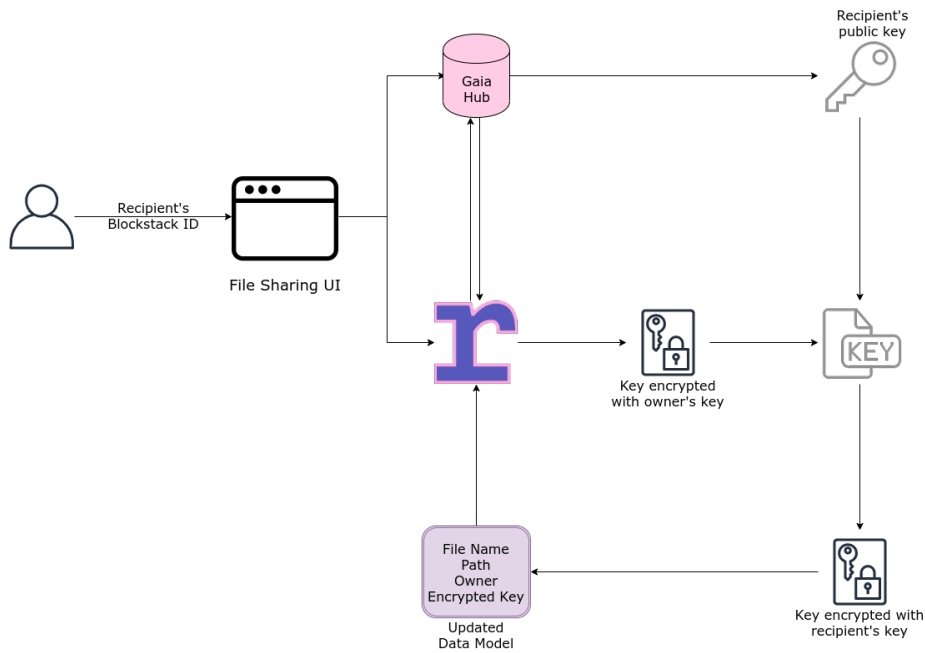 Recipient's
public key
Gaia
Hub
Recipient's
Blockstack ID
File Sharing UI
r
KEY
Key encrypted
with owner's key
File Name
Path
Owner
Encrypted Key
Updated
Data Model
Key encrypted with
recipient's key